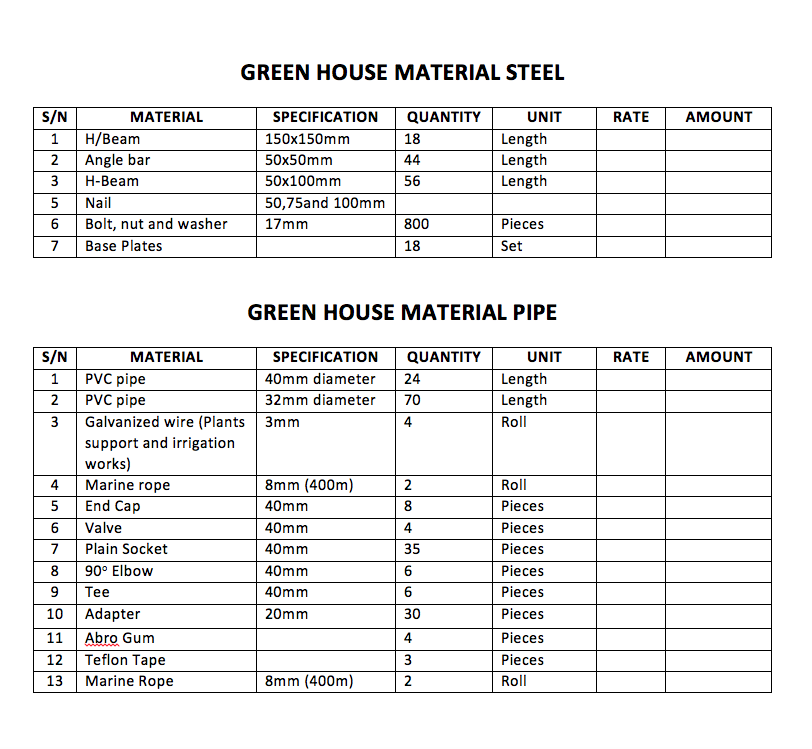 GREEN HOUSE MATERIAL STEEL
S/N MATERIAL SPECIFICATION QUANTITY UNIT RATE AMOUNT
1 H/Beam 150x150mm 18 Length
2 Angle bar 50x50mm 44 Length
3 H-Beam 50x100mm 56 Length
5 Nail 50,75and 100mm
6 Bolt, nut and washer 17mm 800 Pieces
7 Base Plates 18 Set
GREEN HOUSE MATERIAL PIPE
S/N MATERIAL SPECIFICATION QUANTITY UNIT RATE AMOUNT
1 PVC pipe 40mm diameter 24 Length
2 PVC pipe 32mm diameter 70 Length
3 Galvanized wire (Plants 3mm 4 Roll
support and irrigation
works)
4 Marine rope 8mm (400m) 2 Roll
5 End Cap 40mm 8 Pieces
6 Valve 40mm 4 Pieces
7 Plain Socket 40mm 35 Pieces
8 90° Elbow 40mm 6 Pieces
9 Tee 40mm 6 Pieces
10 Adapter 20mm 30 Pieces
11 Abro Gum 4 Pieces
12 Teflon Tape 3 Pieces
13 Marine Rope 8mm (400m) 2 Roll